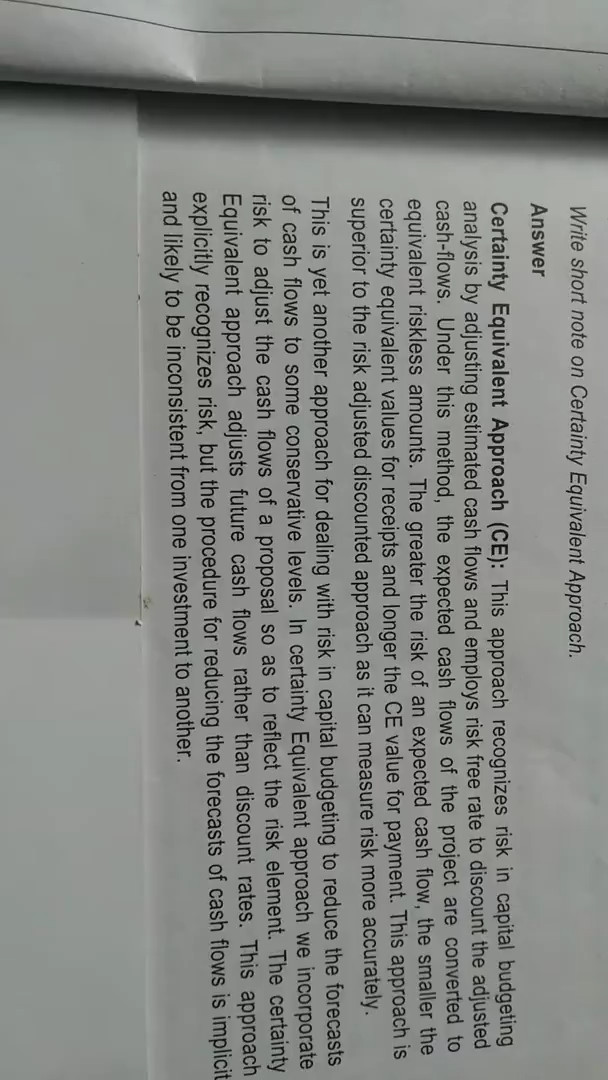 Write short note on Certainty Equivalent Approach.
Answer
Certainty Equivalent Approach (CE): This approach recognizes risk in capital budgeting
analysis by adjusting estimated cash flows and employs risk free rate to discount the adjusted
cash-flows. Under this method, the expected cash flows of the project are converted to
equivalent riskless amounts. The greater the risk of an expected cash flow, the smaller the
certainty equivalent values for receipts and longer the CE value for payment. This approach is
superior to the risk adjusted discounted approach as it can measure risk more accurately.
This is yet another approach for dealing with risk in capital budgeting to reduce the forecasts
of cash flows to some conservative levels. In certainty Equivalent approach we incorporate
risk to adjust the cash flows of a proposal so as to reflect the risk element. The certainty
Equivalent approach adjusts future cash flows rather than discount rates. This approach
explicitly recognizes risk, but the procedure for reducing the forecasts of cash flows is implicit
and likely to be inconsistent from one investment to another.